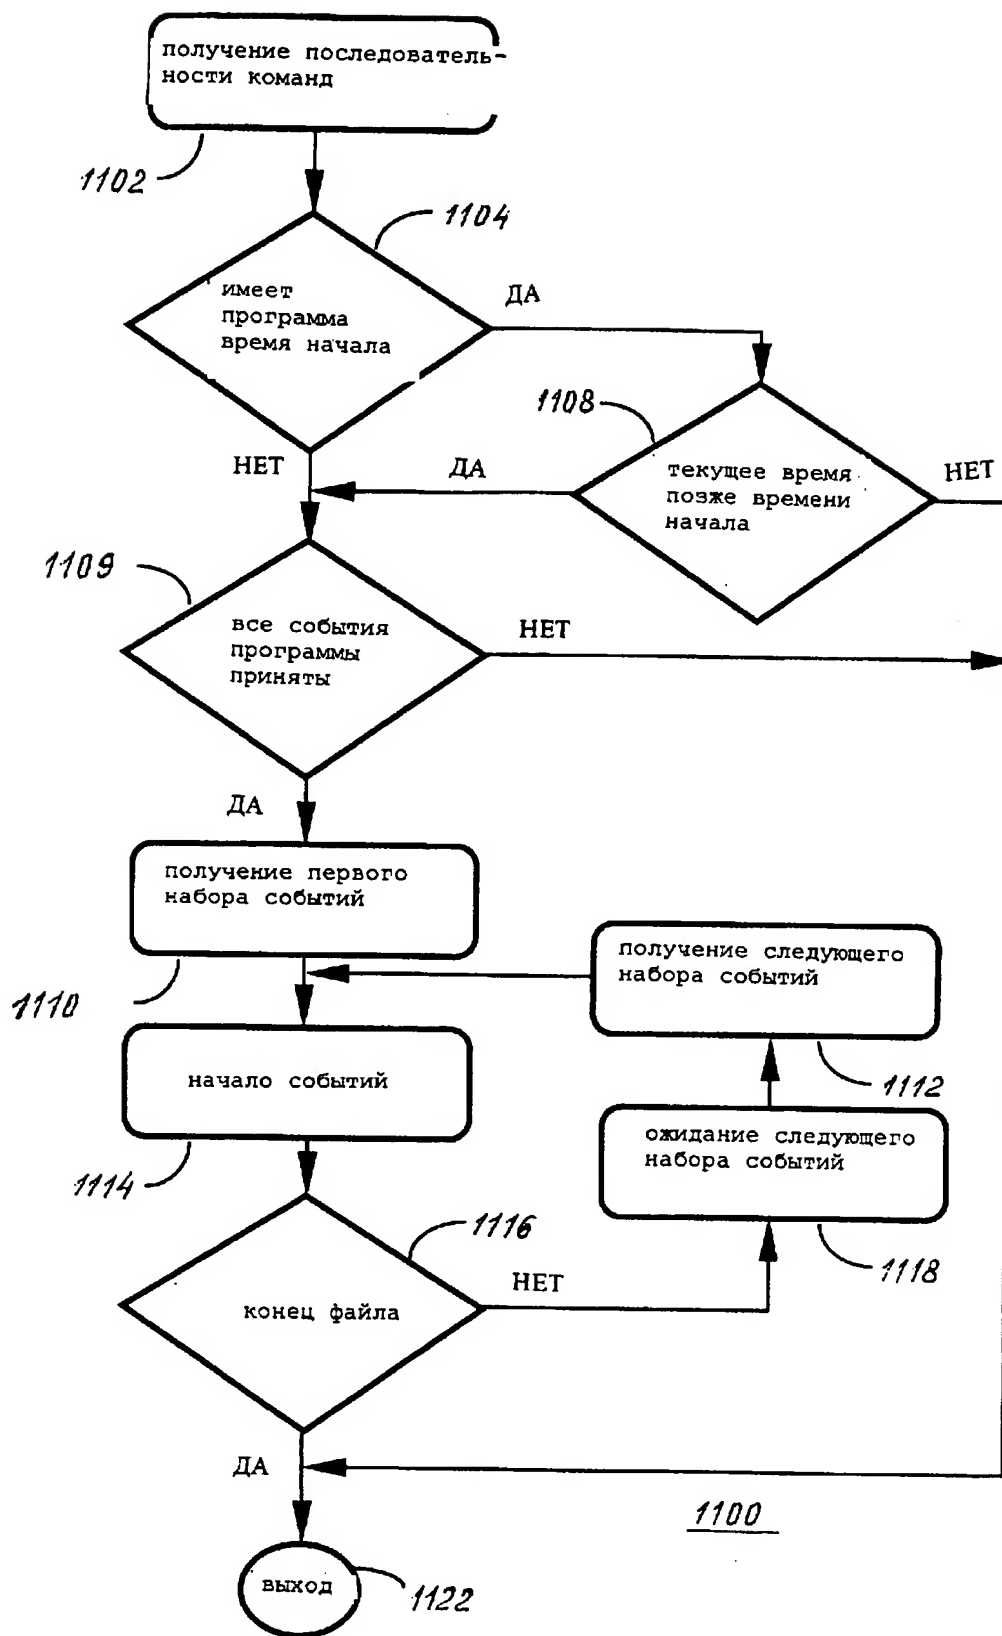 получение последователь-
ности команд
1102
1104
имеет
программа
время начала
ДА
1108
НЕТ
ДА
текущее время
позже времени
начала
НЕТ
1109
все события
программы
приняты
НЕТ
ДА
получение первого
набора событий
1110
получение следующего
набора событий
1112
начало событий
1114
ожидание следующего
набора событий
1118
1116
конец файла
НЕТ
ДА
1100
выход
1122